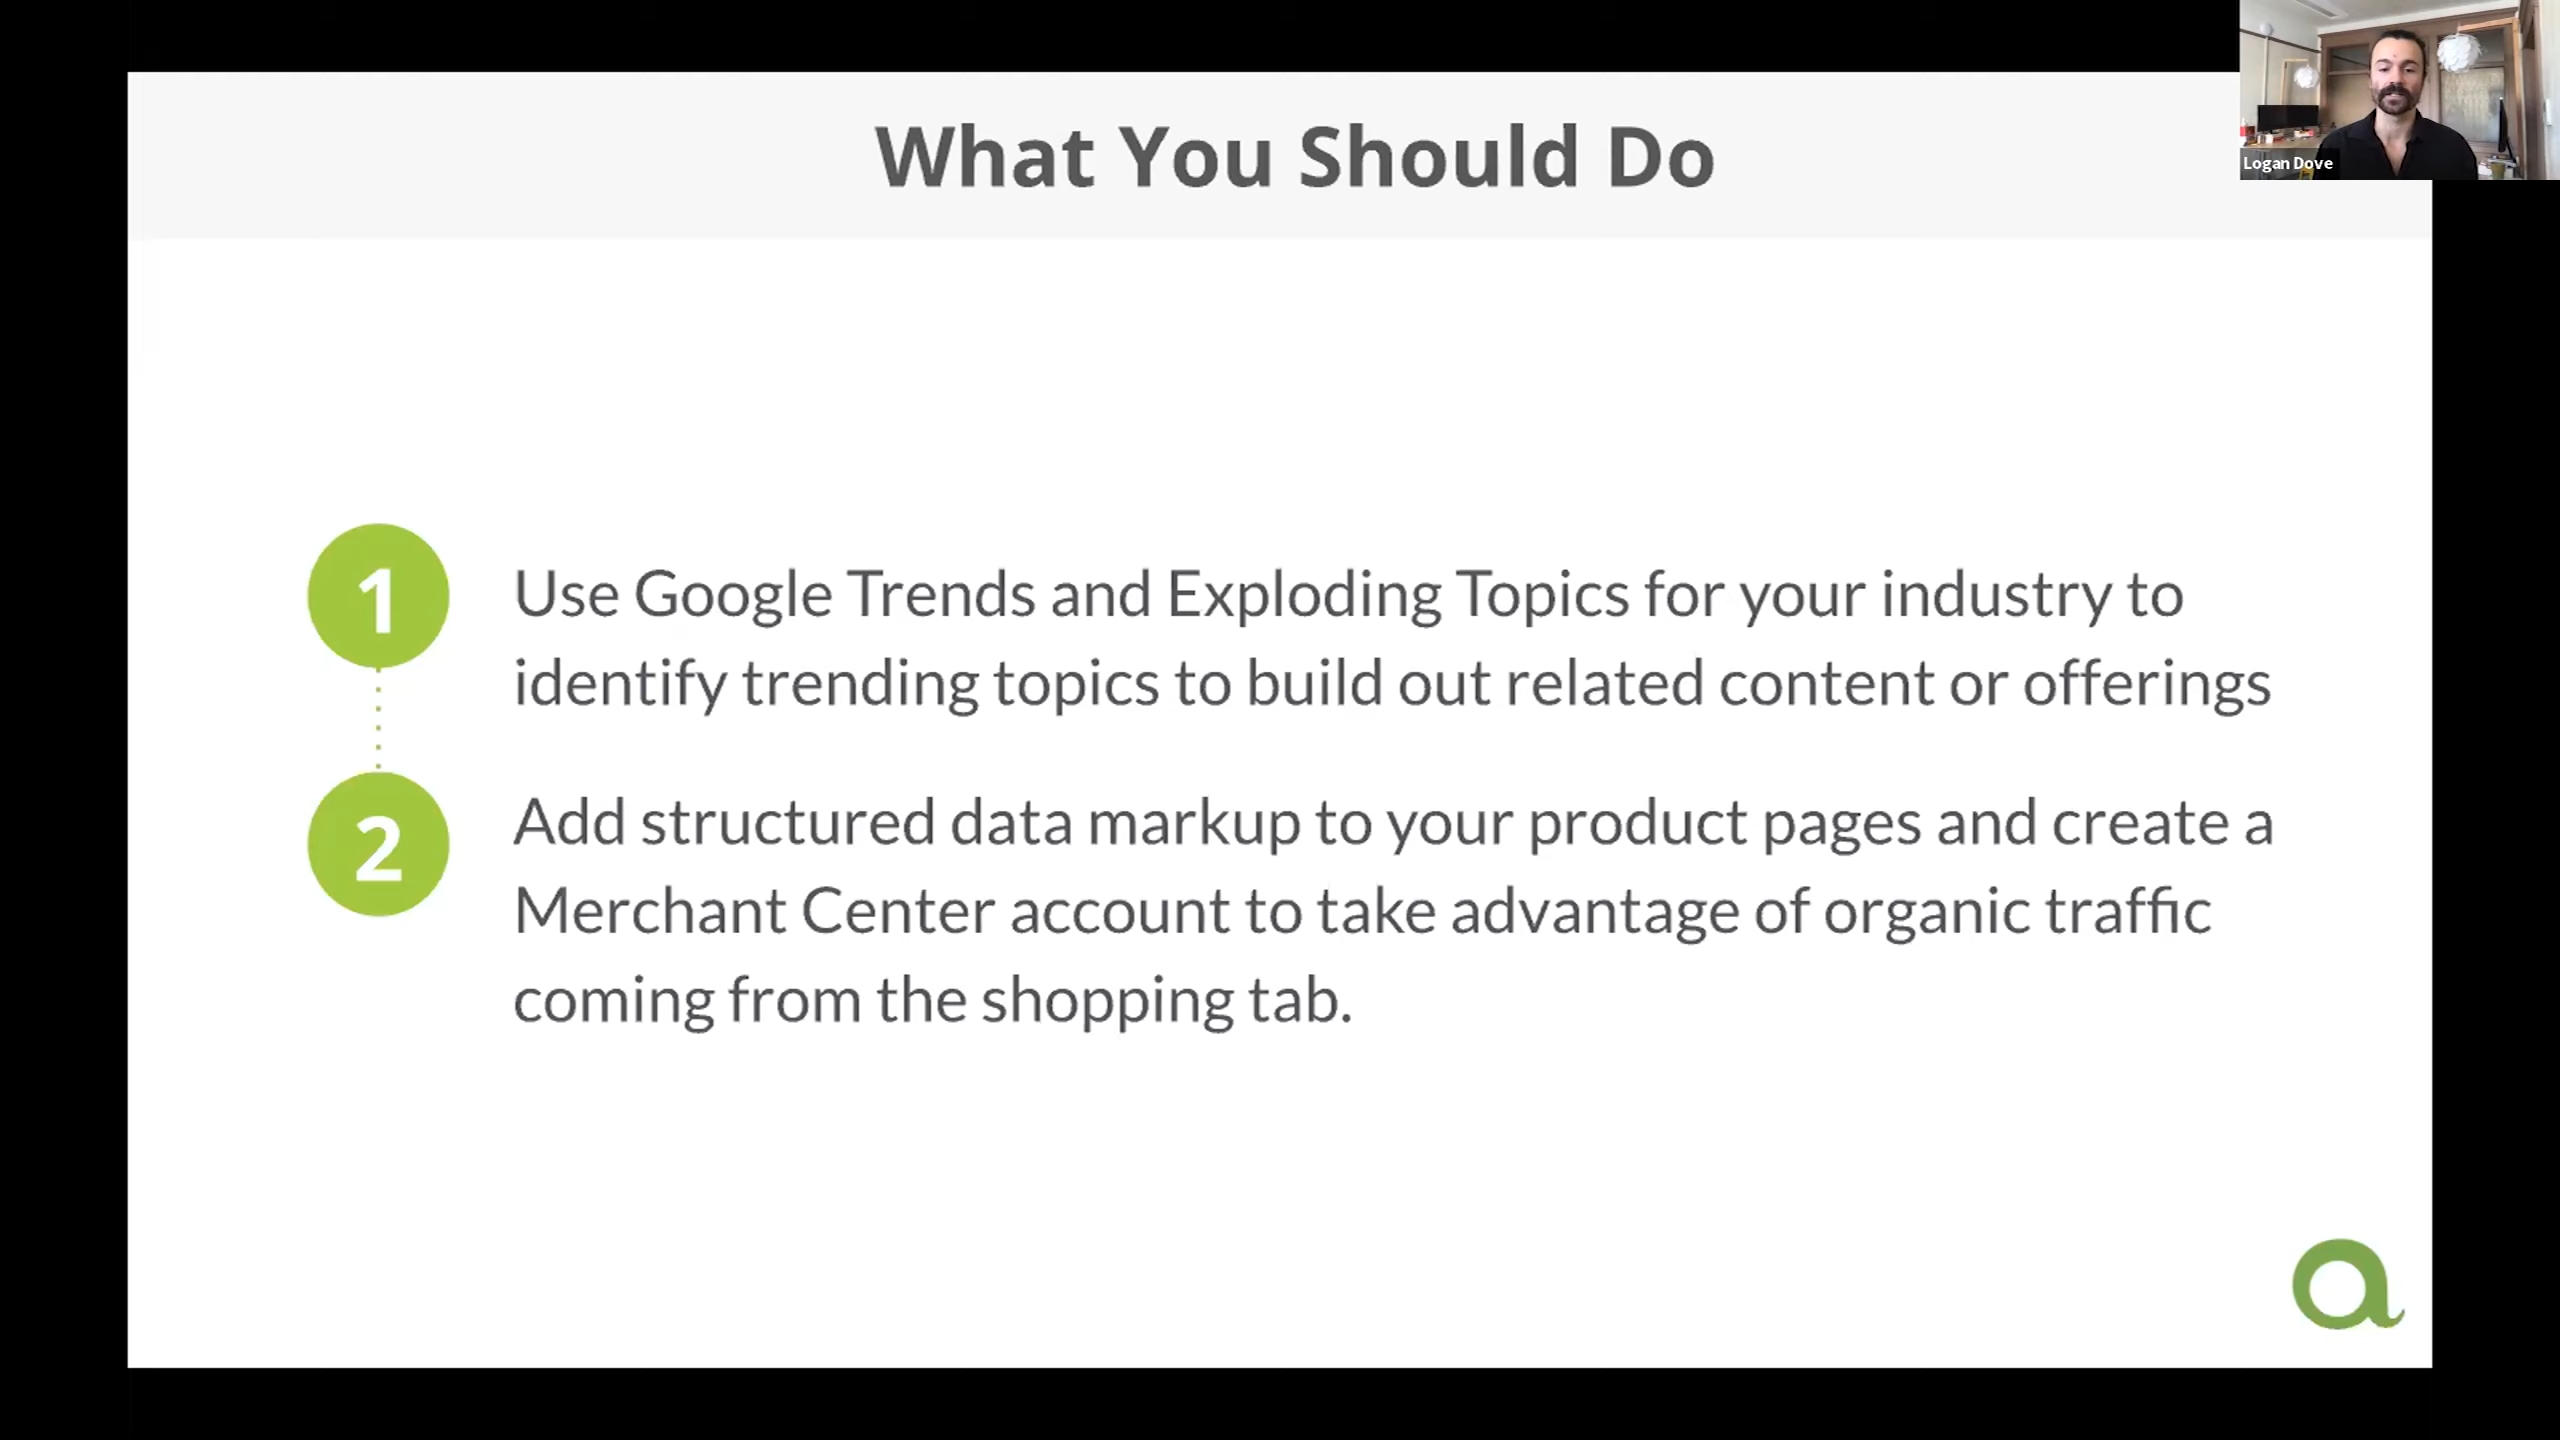 What You Should Do
Logan Dove
1
Use Google Trends and Exploding Topics for your industry to
identify trending topics to build out related content or offerings
2
Add structured data markup to your product pages and create a
Merchant Center account to take advantage of organic traffic
coming from the shopping tab.
a